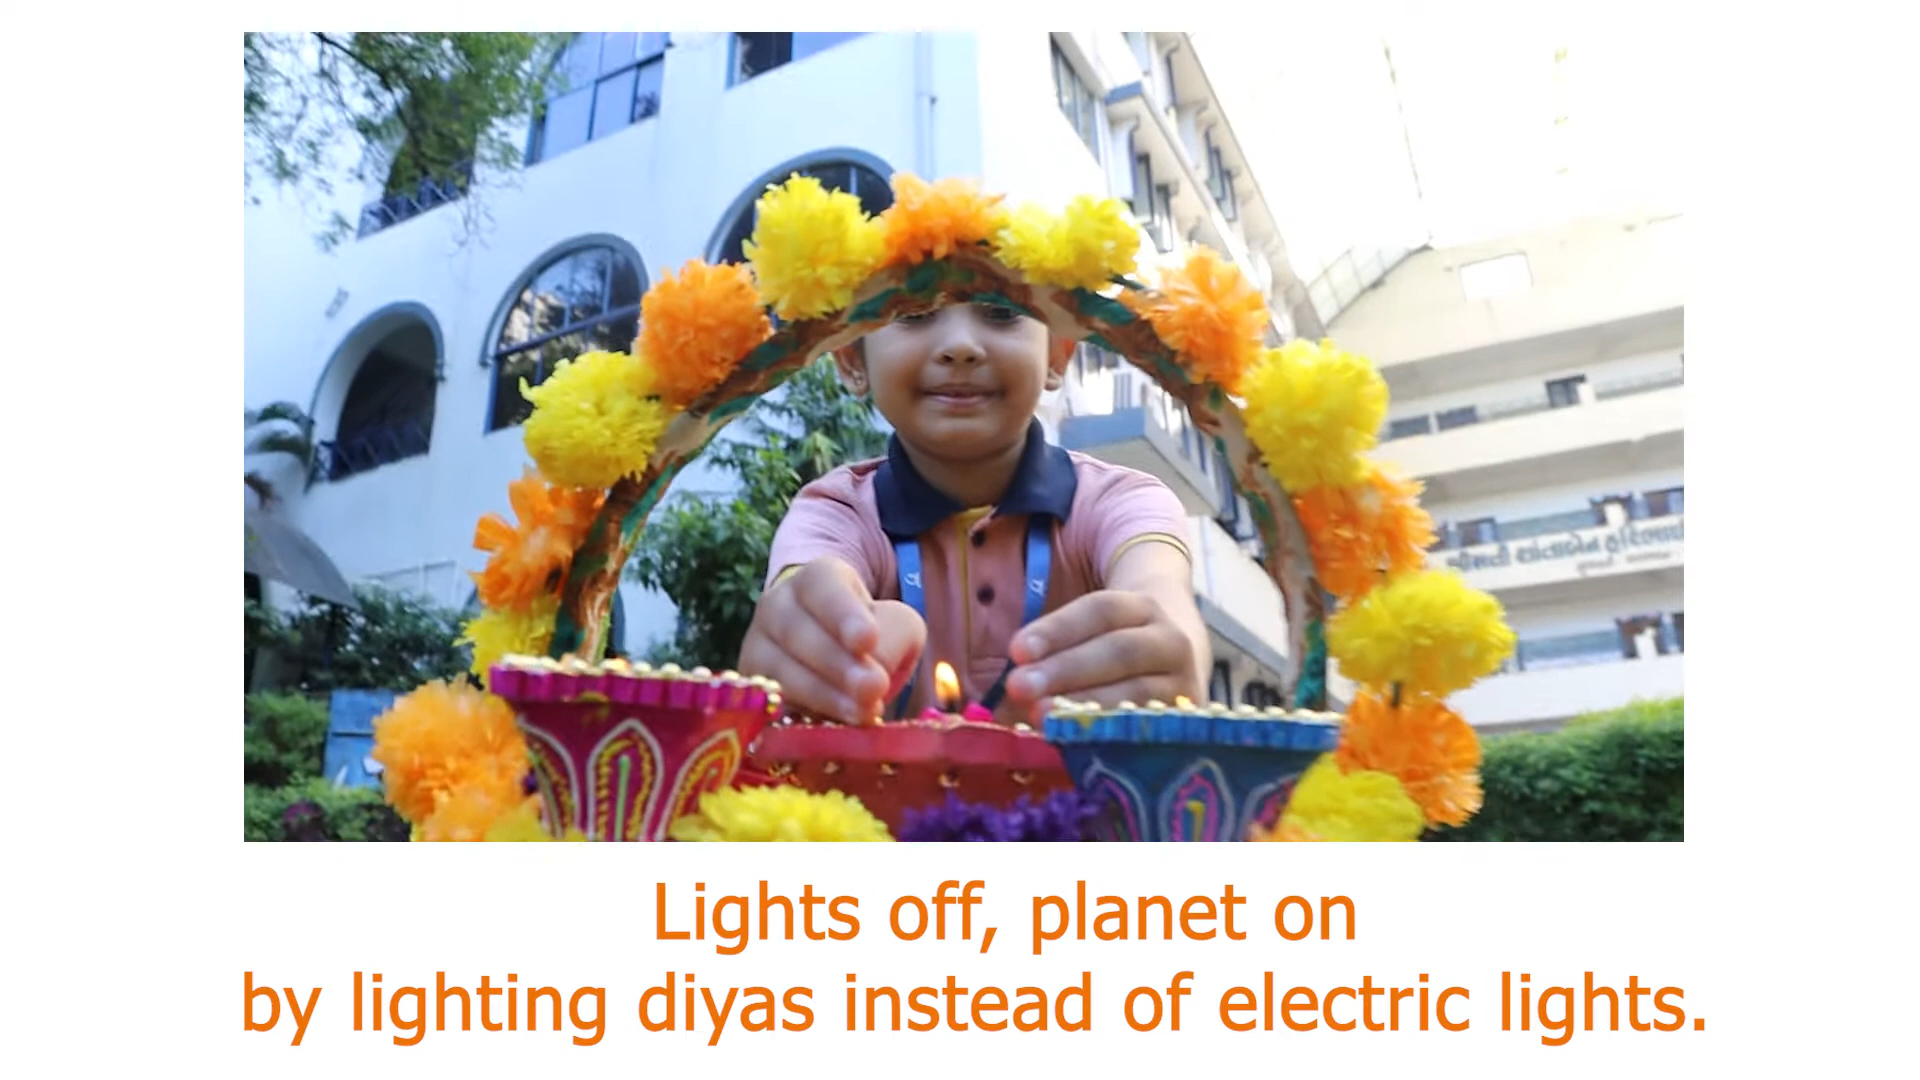 Lights off, planet on
by lighting diyas instead of electric lights.